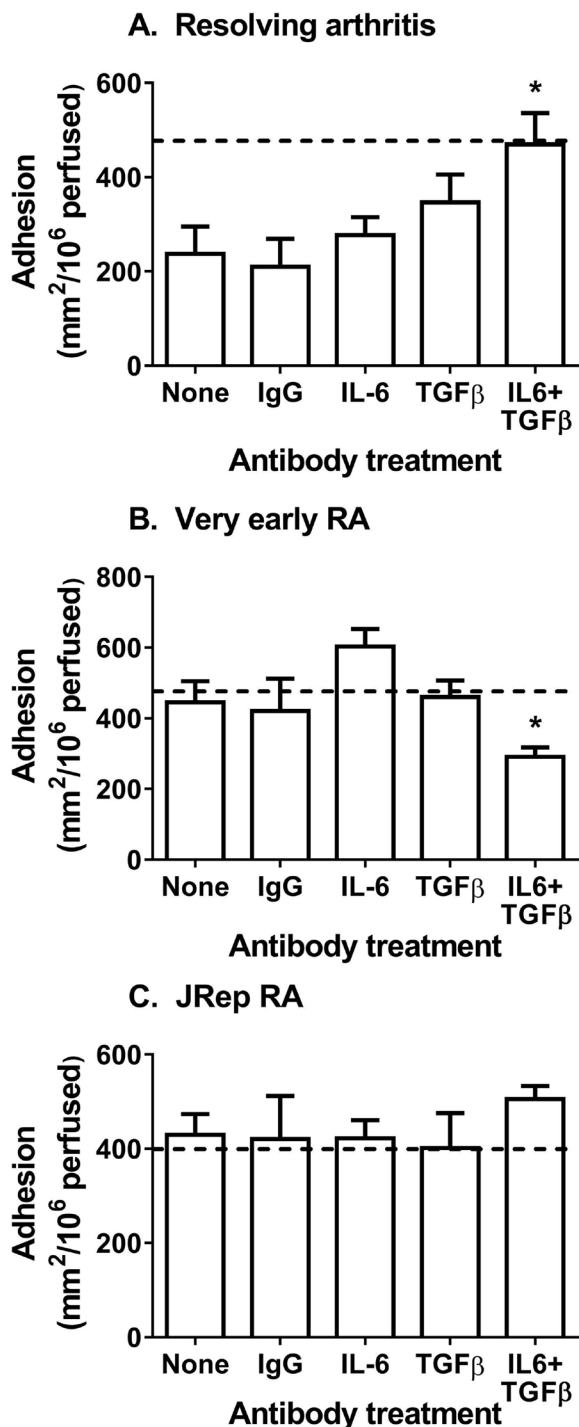 A. Resolving arthritis
Adhesion
(mm²/10⁶ perfused)
600
400
200
0
*
None IgG IL-6 TGFβ IL6+
TGFβ
Antibody treatment
B. Very early RA
Adhesion
(mm²/10⁶ perfused)
800
600
400
200
0
*
None IgG IL-6 TGFβ IL6+
TGFβ
Antibody treatment
C. JRep RA
Adhesion
(mm²/10⁶ perfused)
600
400
200
0
None IgG IL-6 TGFβ IL6+
TGFβ
Antibody treatment